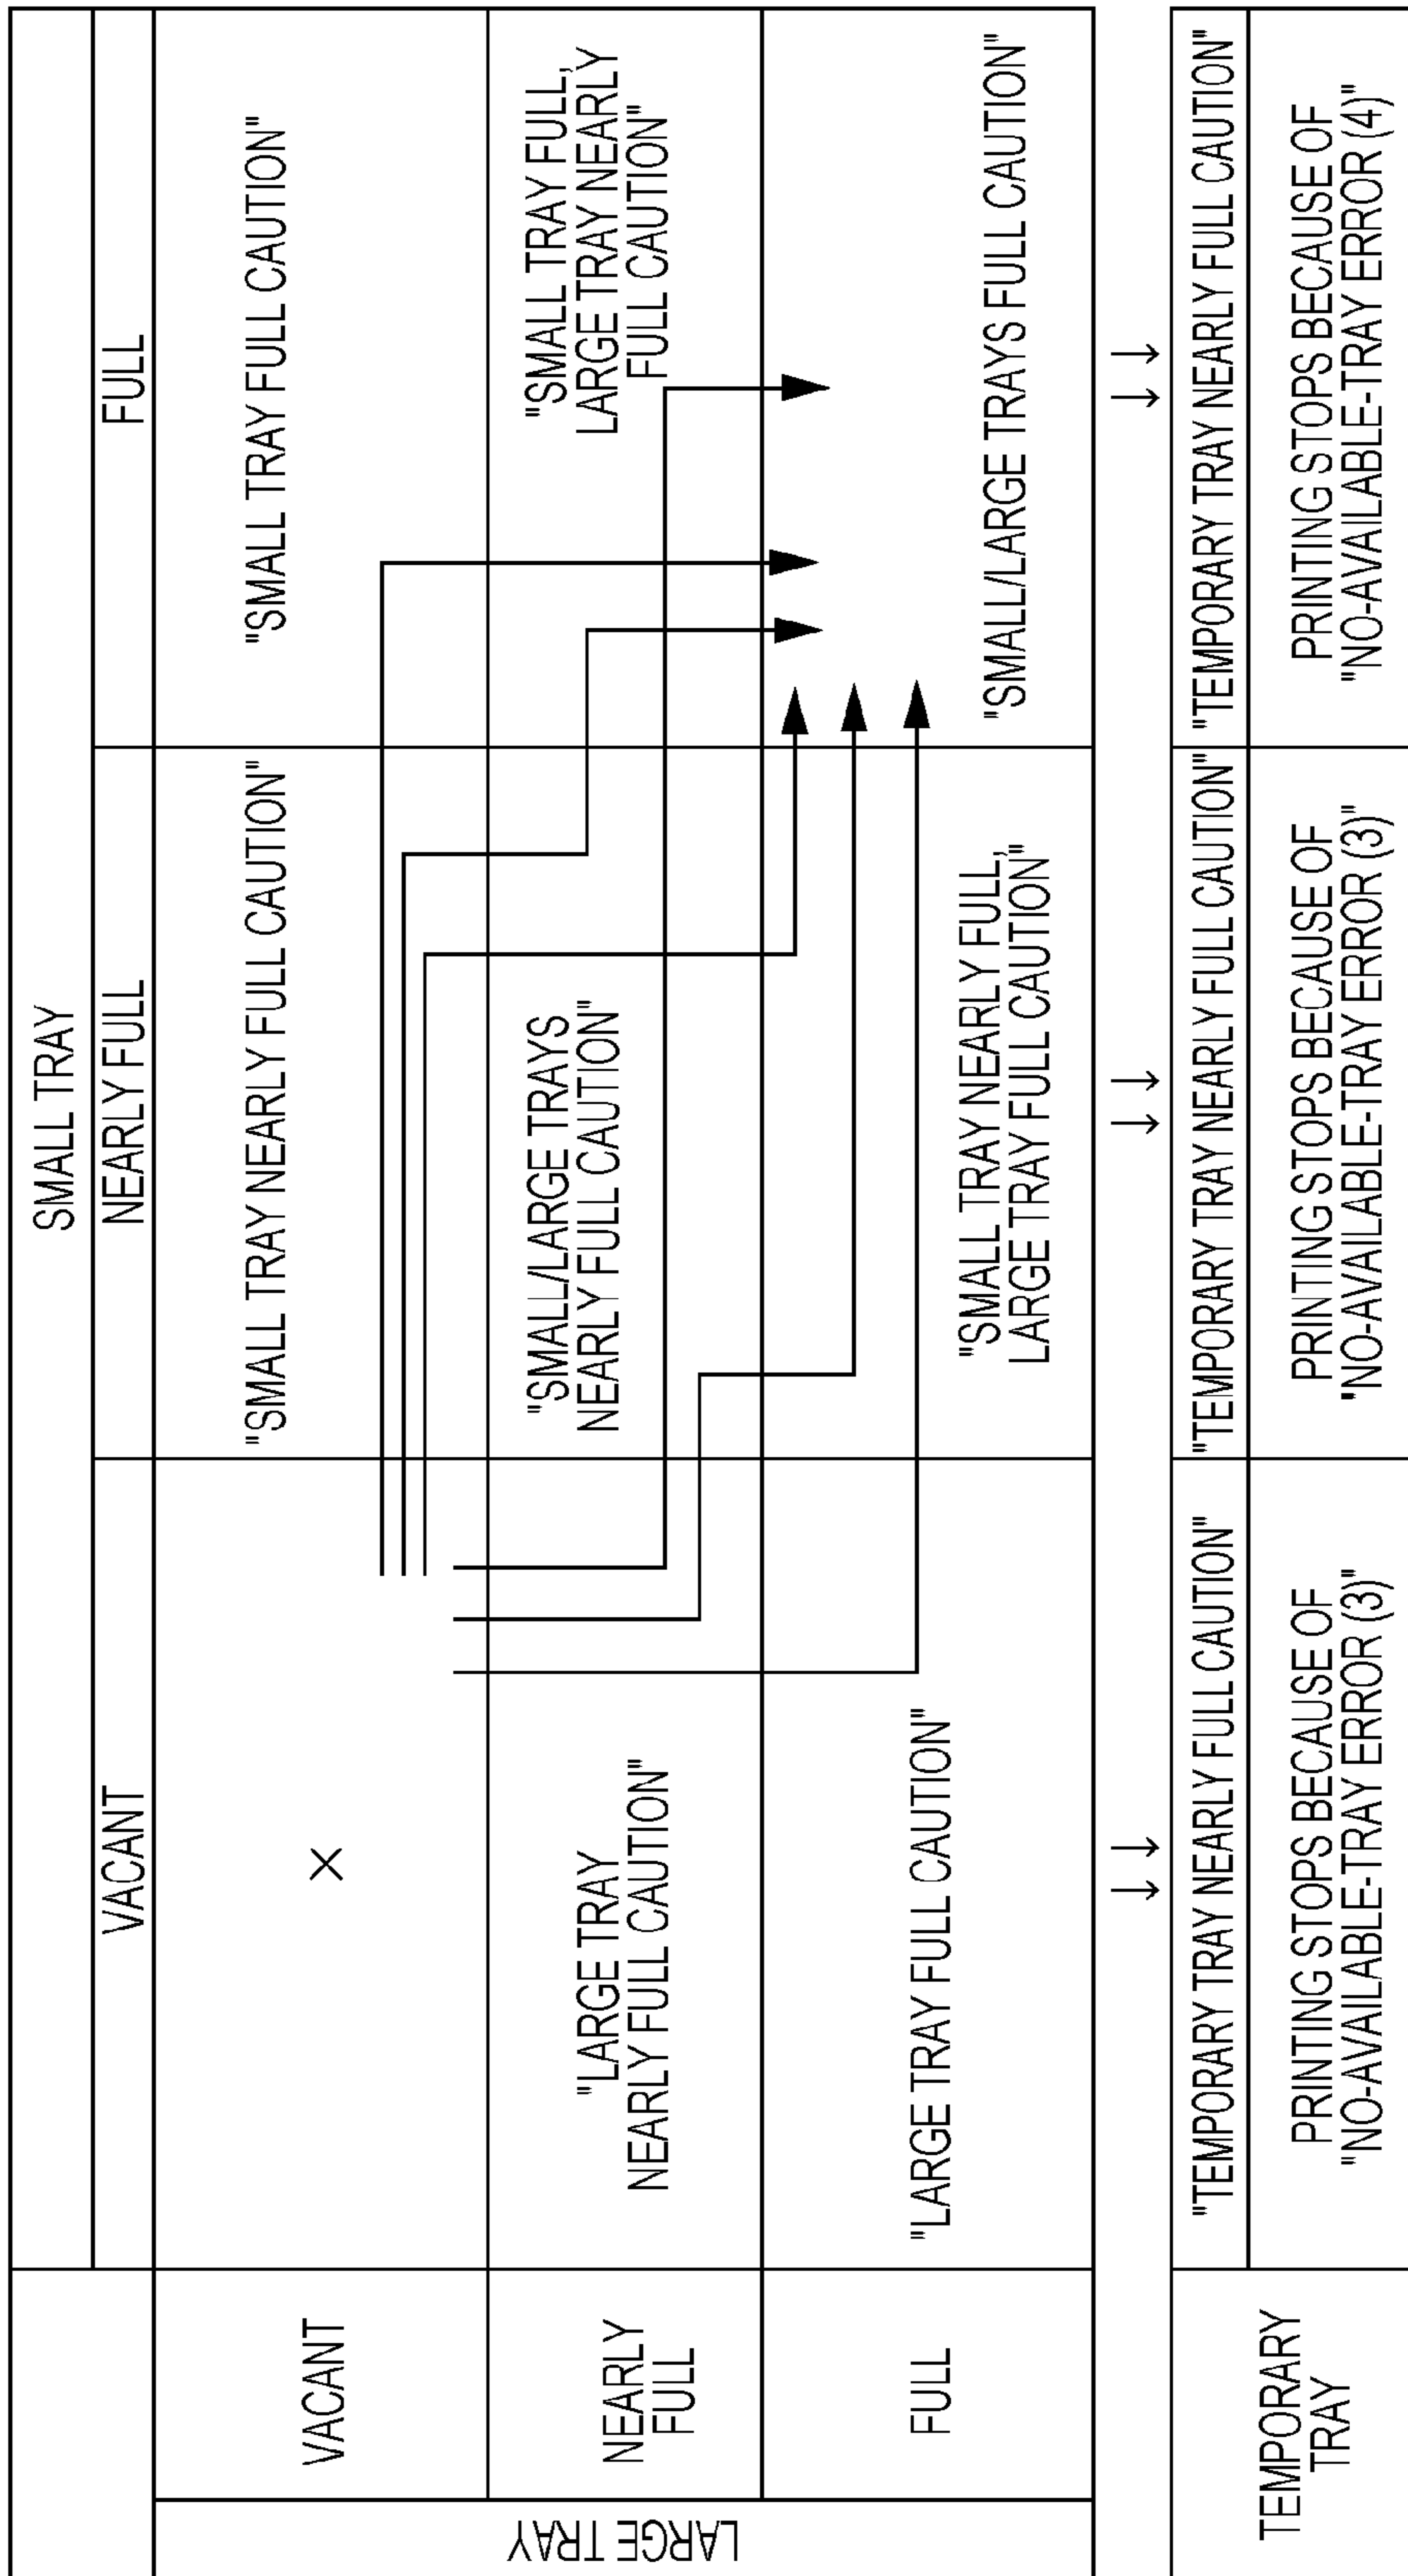 SMALL TRAY
VACANT
NEARLY FULL
FULL
LARGE TRAY
VACANT
×
"SMALL TRAY NEARLY FULL CAUTION"
"SMALL TRAY FULL CAUTION"
NEARLY
FULL
"LARGE TRAY
NEARLY FULL CAUTION"
"SMALL/LARGE TRAYS
NEARLY FULL CAUTION"
"SMALL TRAY FULL,
LARGE TRAY NEARLY
FULL CAUTION"
FULL
"LARGE TRAY FULL CAUTION"
"SMALL TRAY NEARLY FULL,
LARGE TRAY FULL CAUTION"
"SMALL/LARGE TRAYS FULL CAUTION"
TEMPORARY
TRAY
"TEMPORARY TRAY NEARLY FULL CAUTION"
"TEMPORARY TRAY NEARLY FULL CAUTION"
"TEMPORARY TRAY NEARLY FULL CAUTION"
PRINTING STOPS BECAUSE OF
"NO-AVAILABLE-TRAY ERROR (3)"
PRINTING STOPS BECAUSE OF
"NO-AVAILABLE-TRAY ERROR (3)"
PRINTING STOPS BECAUSE OF
"NO-AVAILABLE-TRAY ERROR (4)"